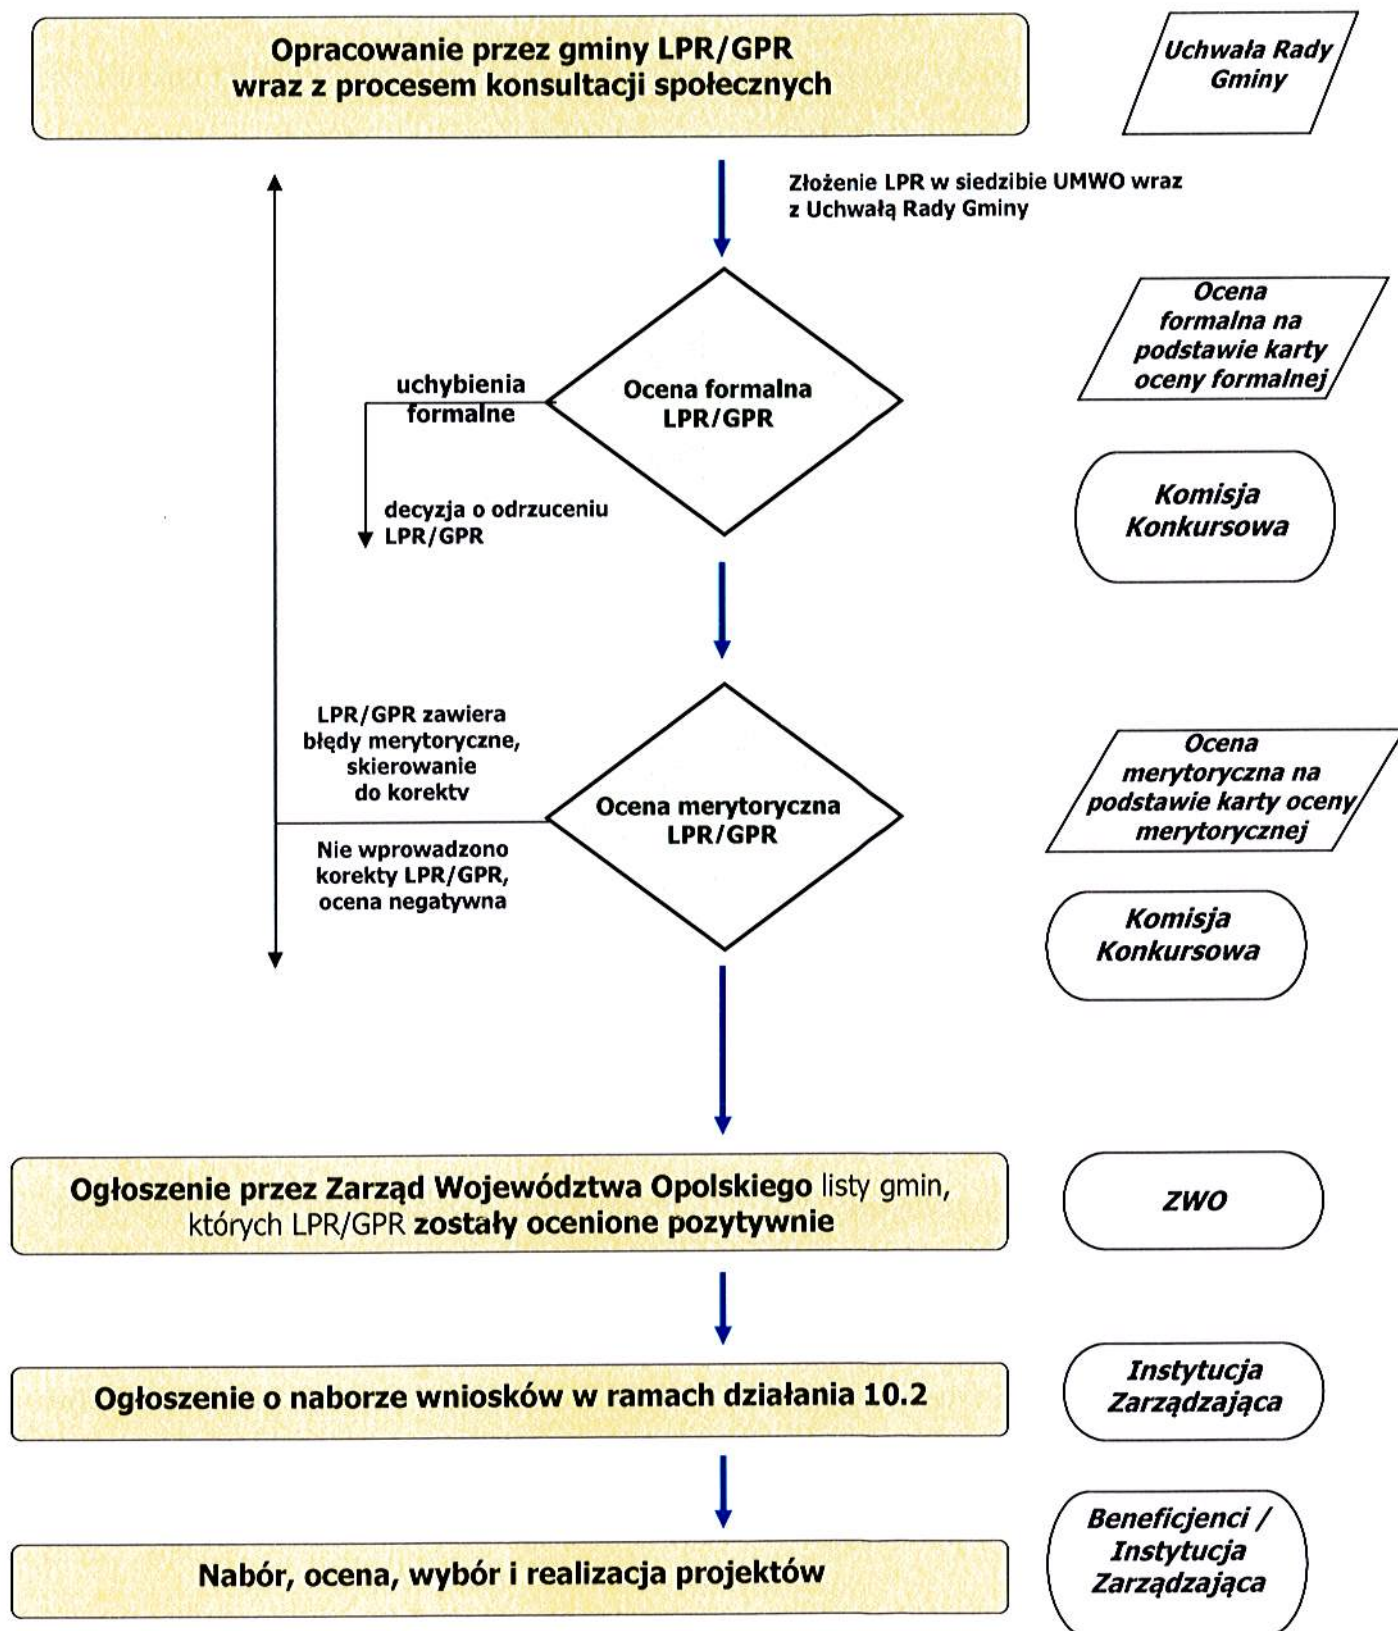 Opracowanie przez gminy LPR/GPR
wraz z procesem konsultacji społecznych
Uchwała Rady
Gminy
Złożenie LPR w siedzibie UMWO wraz
z Uchwałą Rady Gminy
uchybienia
formalne
Ocena formalna
LPR/GPR
Ocena
formalna na
podstawie karty
oceny formalnej
decyzja o odrzuceniu
LPR/GPR
Komisja
Konkursowa
LPR/GPR zawiera
błędy merytoryczne,
skierowanie
do korekty
Ocena merytoryczna
LPR/GPR
Ocena
merytoryczna na
podstawie karty oceny
merytorycznej
Nie wprowadzono
korekty LPR/GPR,
ocena negatywna
Komisja
Konkursowa
Ogłoszenie przez Zarząd Województwa Opolskiego listy gmin,
których LPR/GPR zostały ocenione pozytywnie
ZWO
Ogłoszenie o naborze wniosków w ramach działania 10.2
Instytucja
Zarządzająca
Nabór, ocena, wybór i realizacja projektów
Beneficjenci /
Instytucja
Zarządzająca